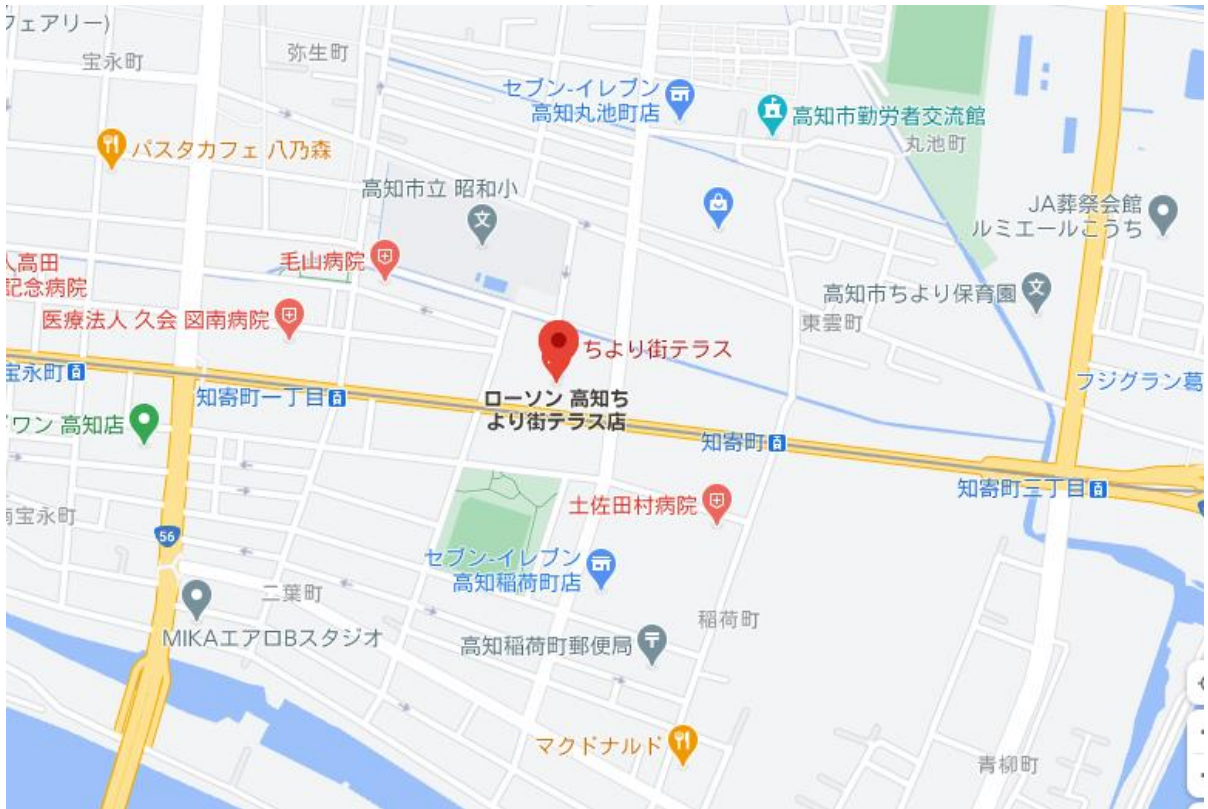 フェアリー)
宝永町
弥生町
セブン-イレブン
高知丸池町店
高知市勤労者交流館
丸池町
パスタカフェ 八乃森
高知市立 昭和小
文
JA葬祭会館
ルミエールこうち
人高田
記念病院
毛山病院
医療法人 久会 図南病院
高知市ちより保育園
文
東雲町
ちより街テラス
宝永町
知寄町一丁目
ローソン 高知ち
より街テラス店
フジグラン葛
イワン 高知店
知寄町
知寄町三丁目
南宝永町
土佐田村病院
56
セブン-イレブン
高知稲荷町店
二葉町
稲荷町
MIKAエアロBスタジオ
高知稲荷町郵便局
マクドナルド
青柳町